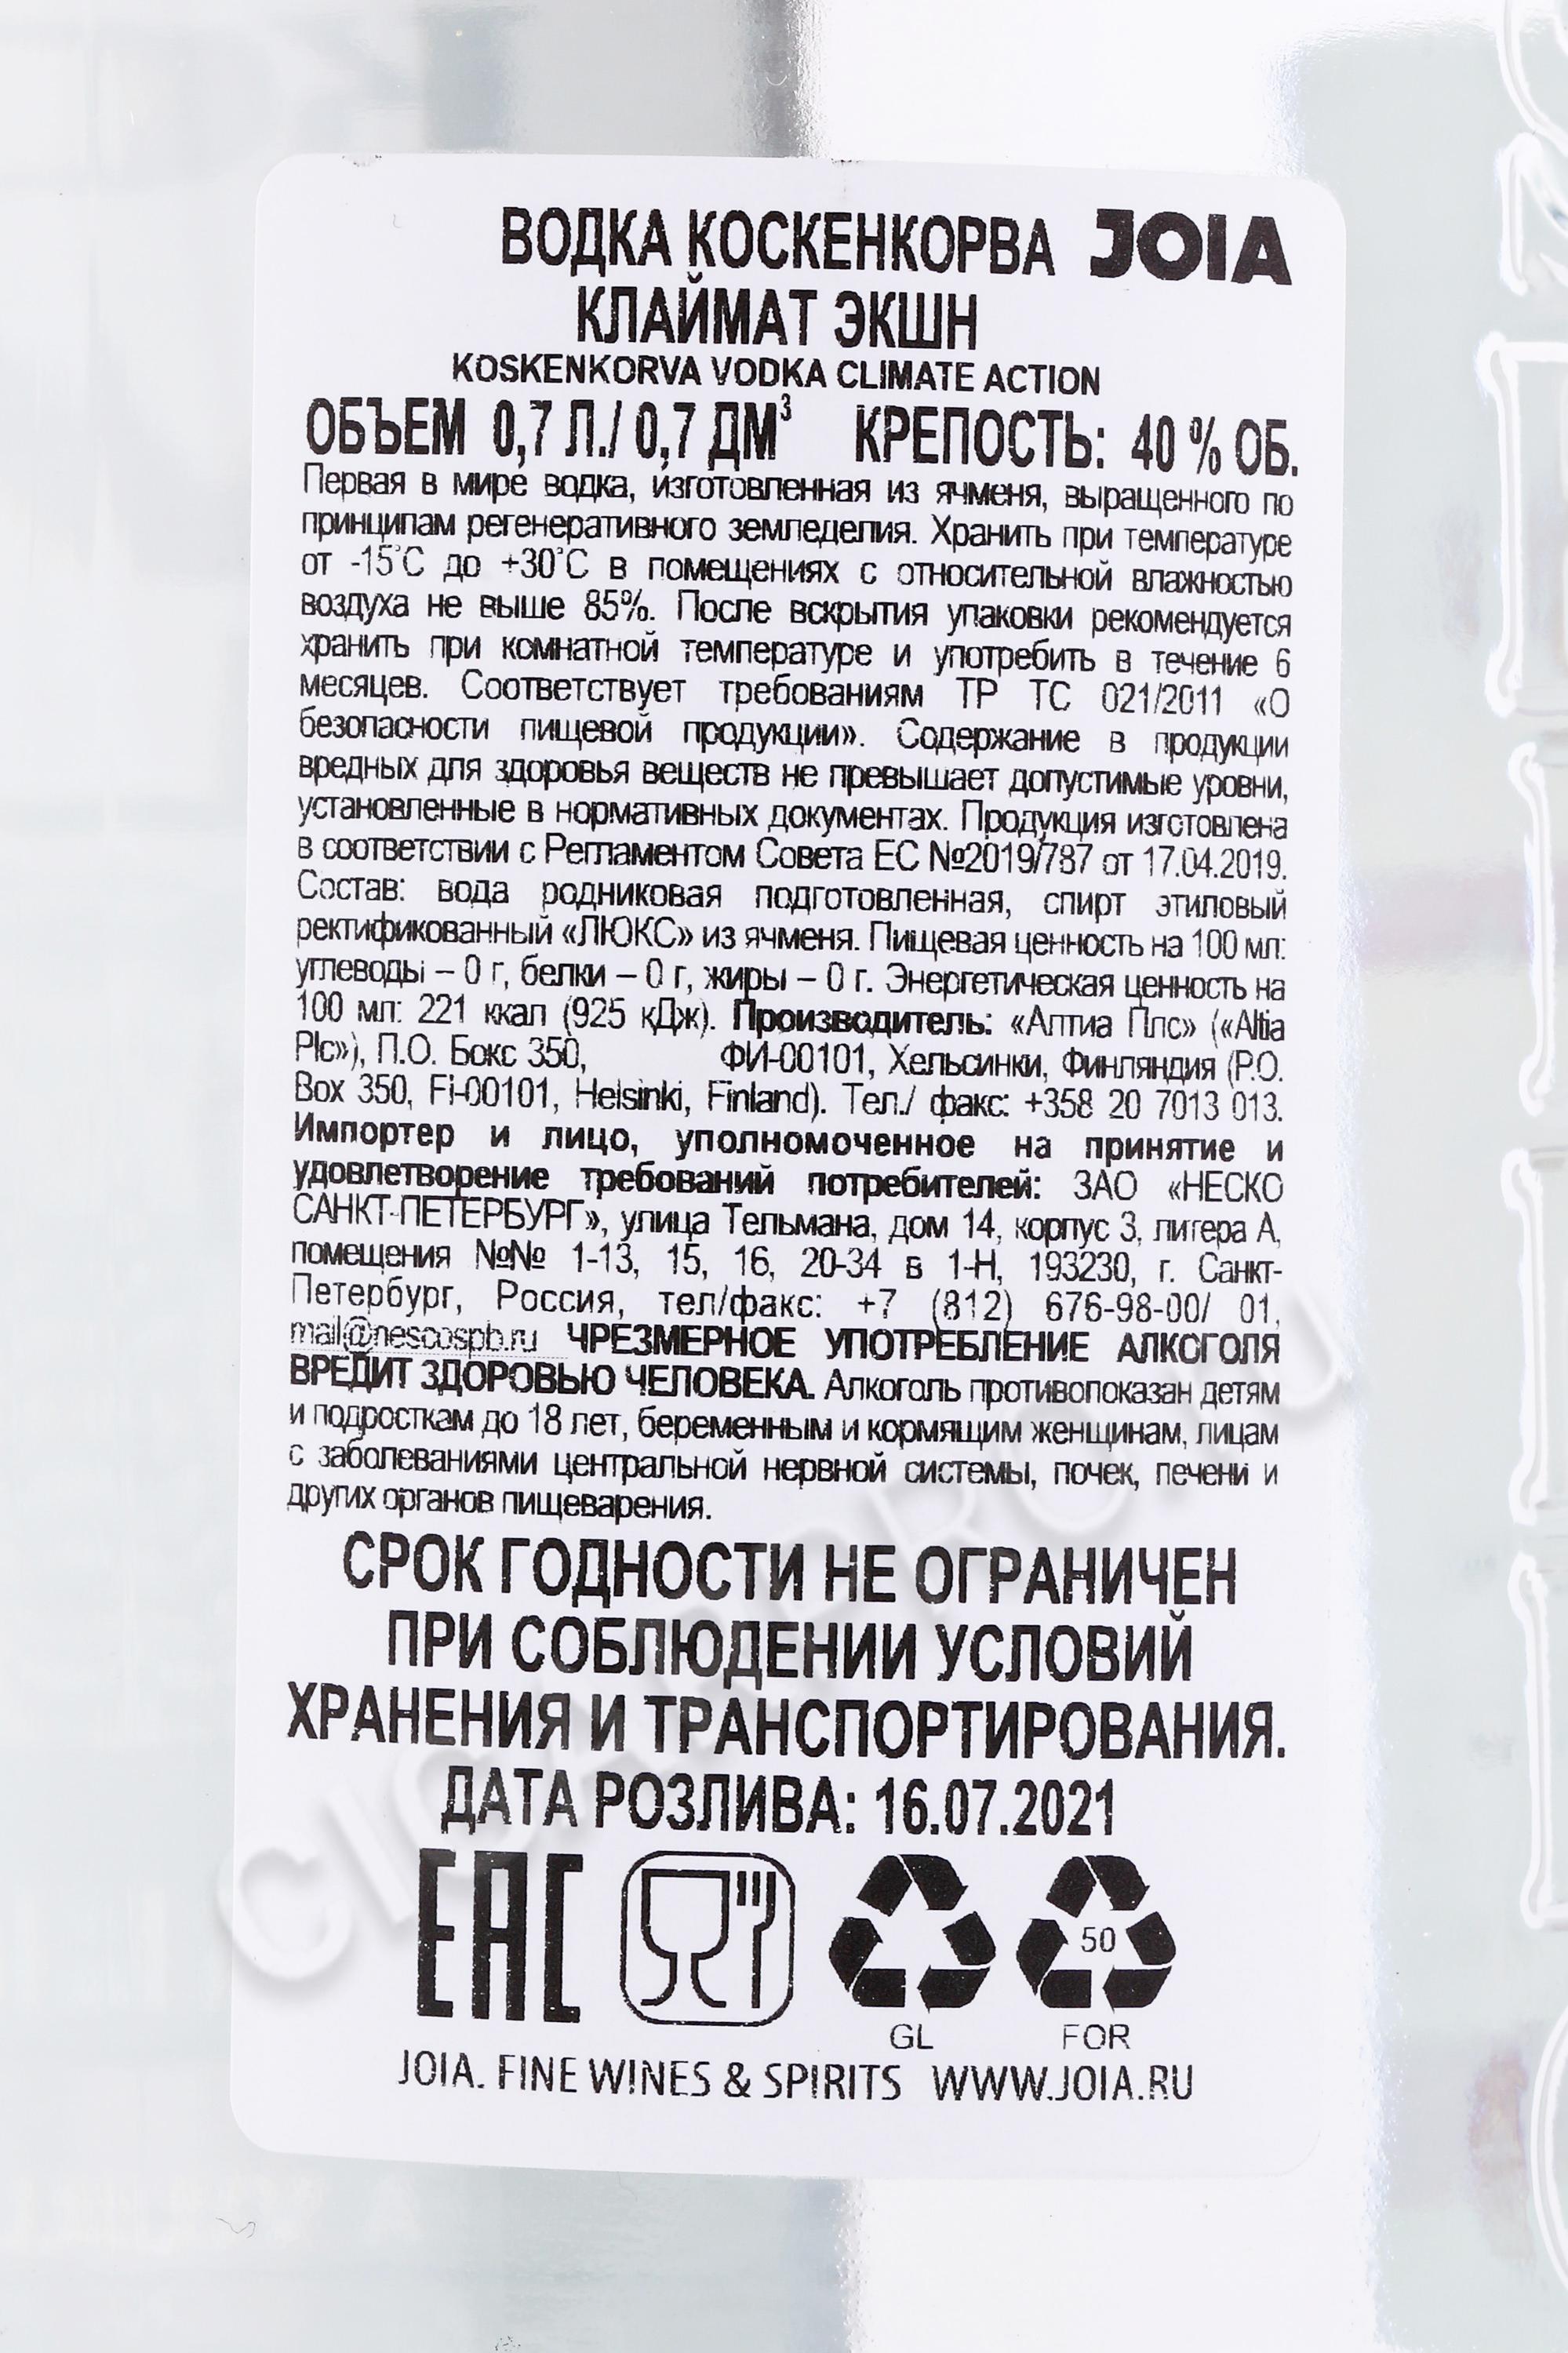 ВОДКА КОСКЕНКОРВА JOIA
КЛАЙМАТ ЭКШН
KOSKENKORVA VODKA CLIMATE ACTION
ОБЪЕМ 0,7 Л./ 0,7 ДМ³ КРЕПОСТЬ: 40 % ОБ.
Первая в мире водка, изготовленная из ячменя, выращенного по
принципам регенеративного земледелия. Хранить при температуре
от -15°С до +30°С в помещениях с относительной влажностью
воздуха не выше 85%. После вскрытия упаковки рекомендуется
хранить при комнатной температуре и употребить в течение 6
месяцев. Соответствует требованиям ТР ТС 021/2011 «О
безопасности пищевой продукции». Содержание в продукции
вредных для здоровья веществ не превышает допустимые уровни,
установленные в нормативных документах. Продукция изготовлена
в соответствии с Регламентом Совета ЕС №2019/787 от 17.04.2019.
Состав: вода родниковая подготовленная, спирт этиловый
ректификованный «ЛЮКС» из ячменя. Пищевая ценность на 100 мл:
углеводы – 0 г, белки – 0 г, жиры – 0 г. Энергетическая ценность на
100 мл: 221 ккал (925 кДж). Производитель: «Алтиа Плс» («Altia
Plc»), П.О. Бокс 350, ФИ-00101, Хельсинки, Финляндия (P.O.
Box 350, FI-00101, Helsinki, Finland). Тел./ факс: +358 20 7013 013.
Импортер и лицо, уполномоченное на принятие и
удовлетворение требований потребителей: ЗАО «НЕСКО
САНКТ-ПЕТЕРБУРГ», улица Тельмана, дом 14, корпус 3, литера А,
помещения №№ 1-13, 15, 16, 20-34 в 1-Н, 193230, г. Санкт-
Петербург, Россия, тел/факс: +7 (812) 676-98-00/ 01,
mail@nescospb.ru ЧРЕЗМЕРНОЕ УПОТРЕБЛЕНИЕ АЛКОГОЛЯ
ВРЕДИТ ЗДОРОВЬЮ ЧЕЛОВЕКА. Алкоголь противопоказан детям
и подросткам до 18 лет, беременным и кормящим женщинам, лицам
с заболеваниями центральной нервной системы, почек, печени и
других органов пищеварения.
СРОК ГОДНОСТИ НЕ ОГРАНИЧЕН
ПРИ СОБЛЮДЕНИИ УСЛОВИЙ
ХРАНЕНИЯ И ТРАНСПОРТИРОВАНИЯ.
ДАТА РОЗЛИВА: 16.07.2021
EAC
50
GL FOR
JOIA. FINE WINES & SPIRITS WWW.JOIA.RU
CIGARPRO.ru